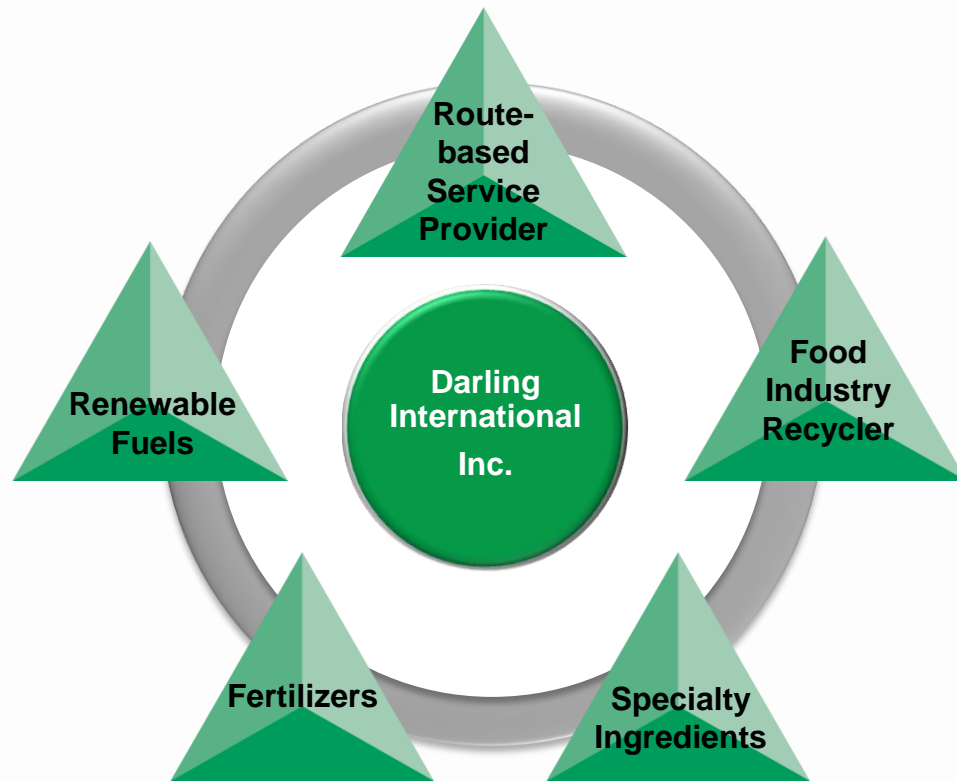 Route-
based
Service
Provider
Food
Industry
Recycler
Specialty
Ingredients
Fertilizers
Renewable
Fuels
Darling
International
Inc.